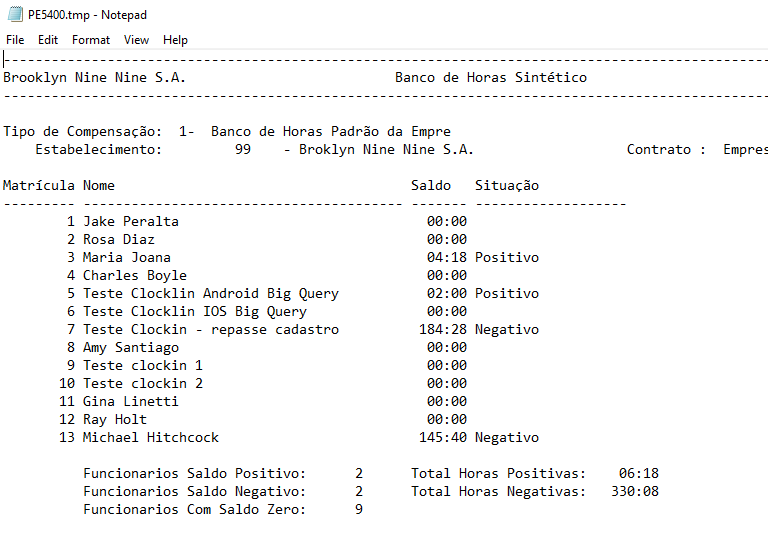 PE5400.tmp - Notepad
File Edit Format View Help
------------------------------------------------------------------------------------------------
Brooklyn Nine Nine S.A. Banco de Horas Sintético
------------------------------------------------------------------------------------------------
Tipo de Compensação: 1- Banco de Horas Padrão da Empre
Estabelecimento: 99 - Broklyn Nine Nine S.A. Contrato : Empres
Matrícula Nome Saldo Situação
--------- ---------------------------------------- ------- -------------------
1 Jake Peralta 00:00
2 Rosa Diaz 00:00
3 Maria Joana 04:18 Positivo
4 Charles Boyle 00:00
5 Teste Clocklin Android Big Query 02:00 Positivo
6 Teste Clocklin IOS Big Query 00:00
7 Teste Clockin - repasse cadastro 184:28 Negativo
8 Amy Santiago 00:00
9 Teste clockin 1 00:00
10 Teste clockin 2 00:00
11 Gina Linetti 00:00
12 Ray Holt 00:00
13 Michael Hitchcock 145:40 Negativo
Funcionarios Saldo Positivo: 2 Total Horas Positivas: 06:18
Funcionarios Saldo Negativo: 2 Total Horas Negativas: 330:08
Funcionarios Com Saldo Zero: 9